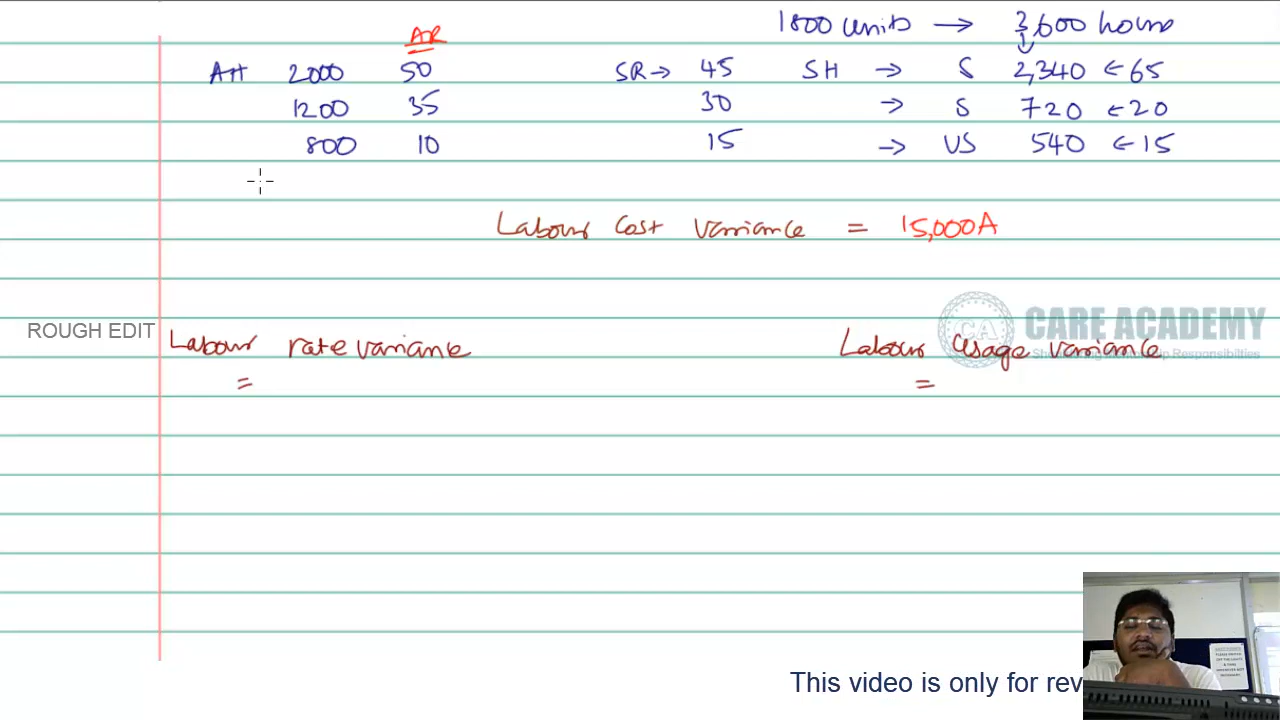 1800 units → 3,600 hours
AR
AH 2000 50 SR → 45 SH → S 2,340 ← 65
1200 35 30 → S 720 ← 20
800 10 15 → US 540 ← 15
Labour Cost variance = 15,000A
ROUGH EDIT
CARE ACADEMY
Responsibilities
Labour rate variance
Labour Usage variance
=
=
This video is only for rev